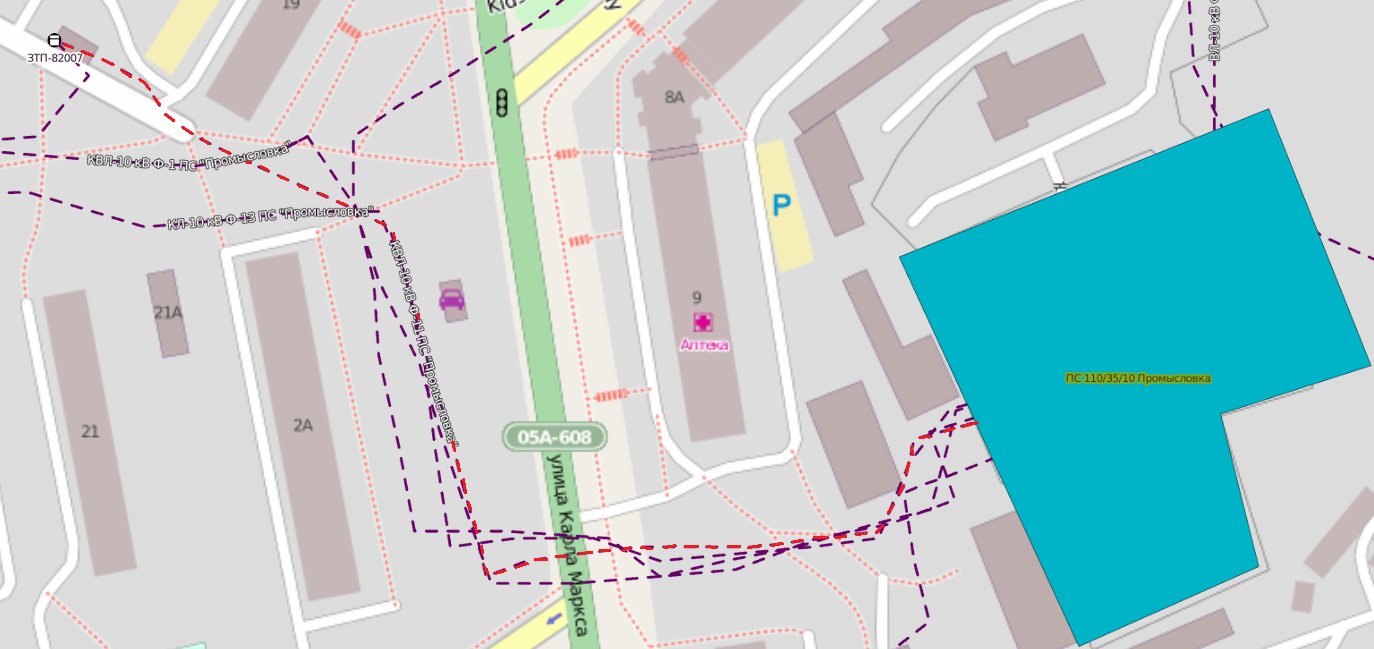 19
ЗТП-82007
8А
ВЛ-10 кВ
КВЛ-10 кВ Ф-1 ПС "Промысловка"
КЛ-10 кВ Ф-13 ПС "Промысловка"
P
КВЛ-10 кВ Ф-11 ПС "Промысловка"
21А
9
Аптека
ПС 110/35/10 Промысловка
21
2А
05А-608
улица Карла Маркса